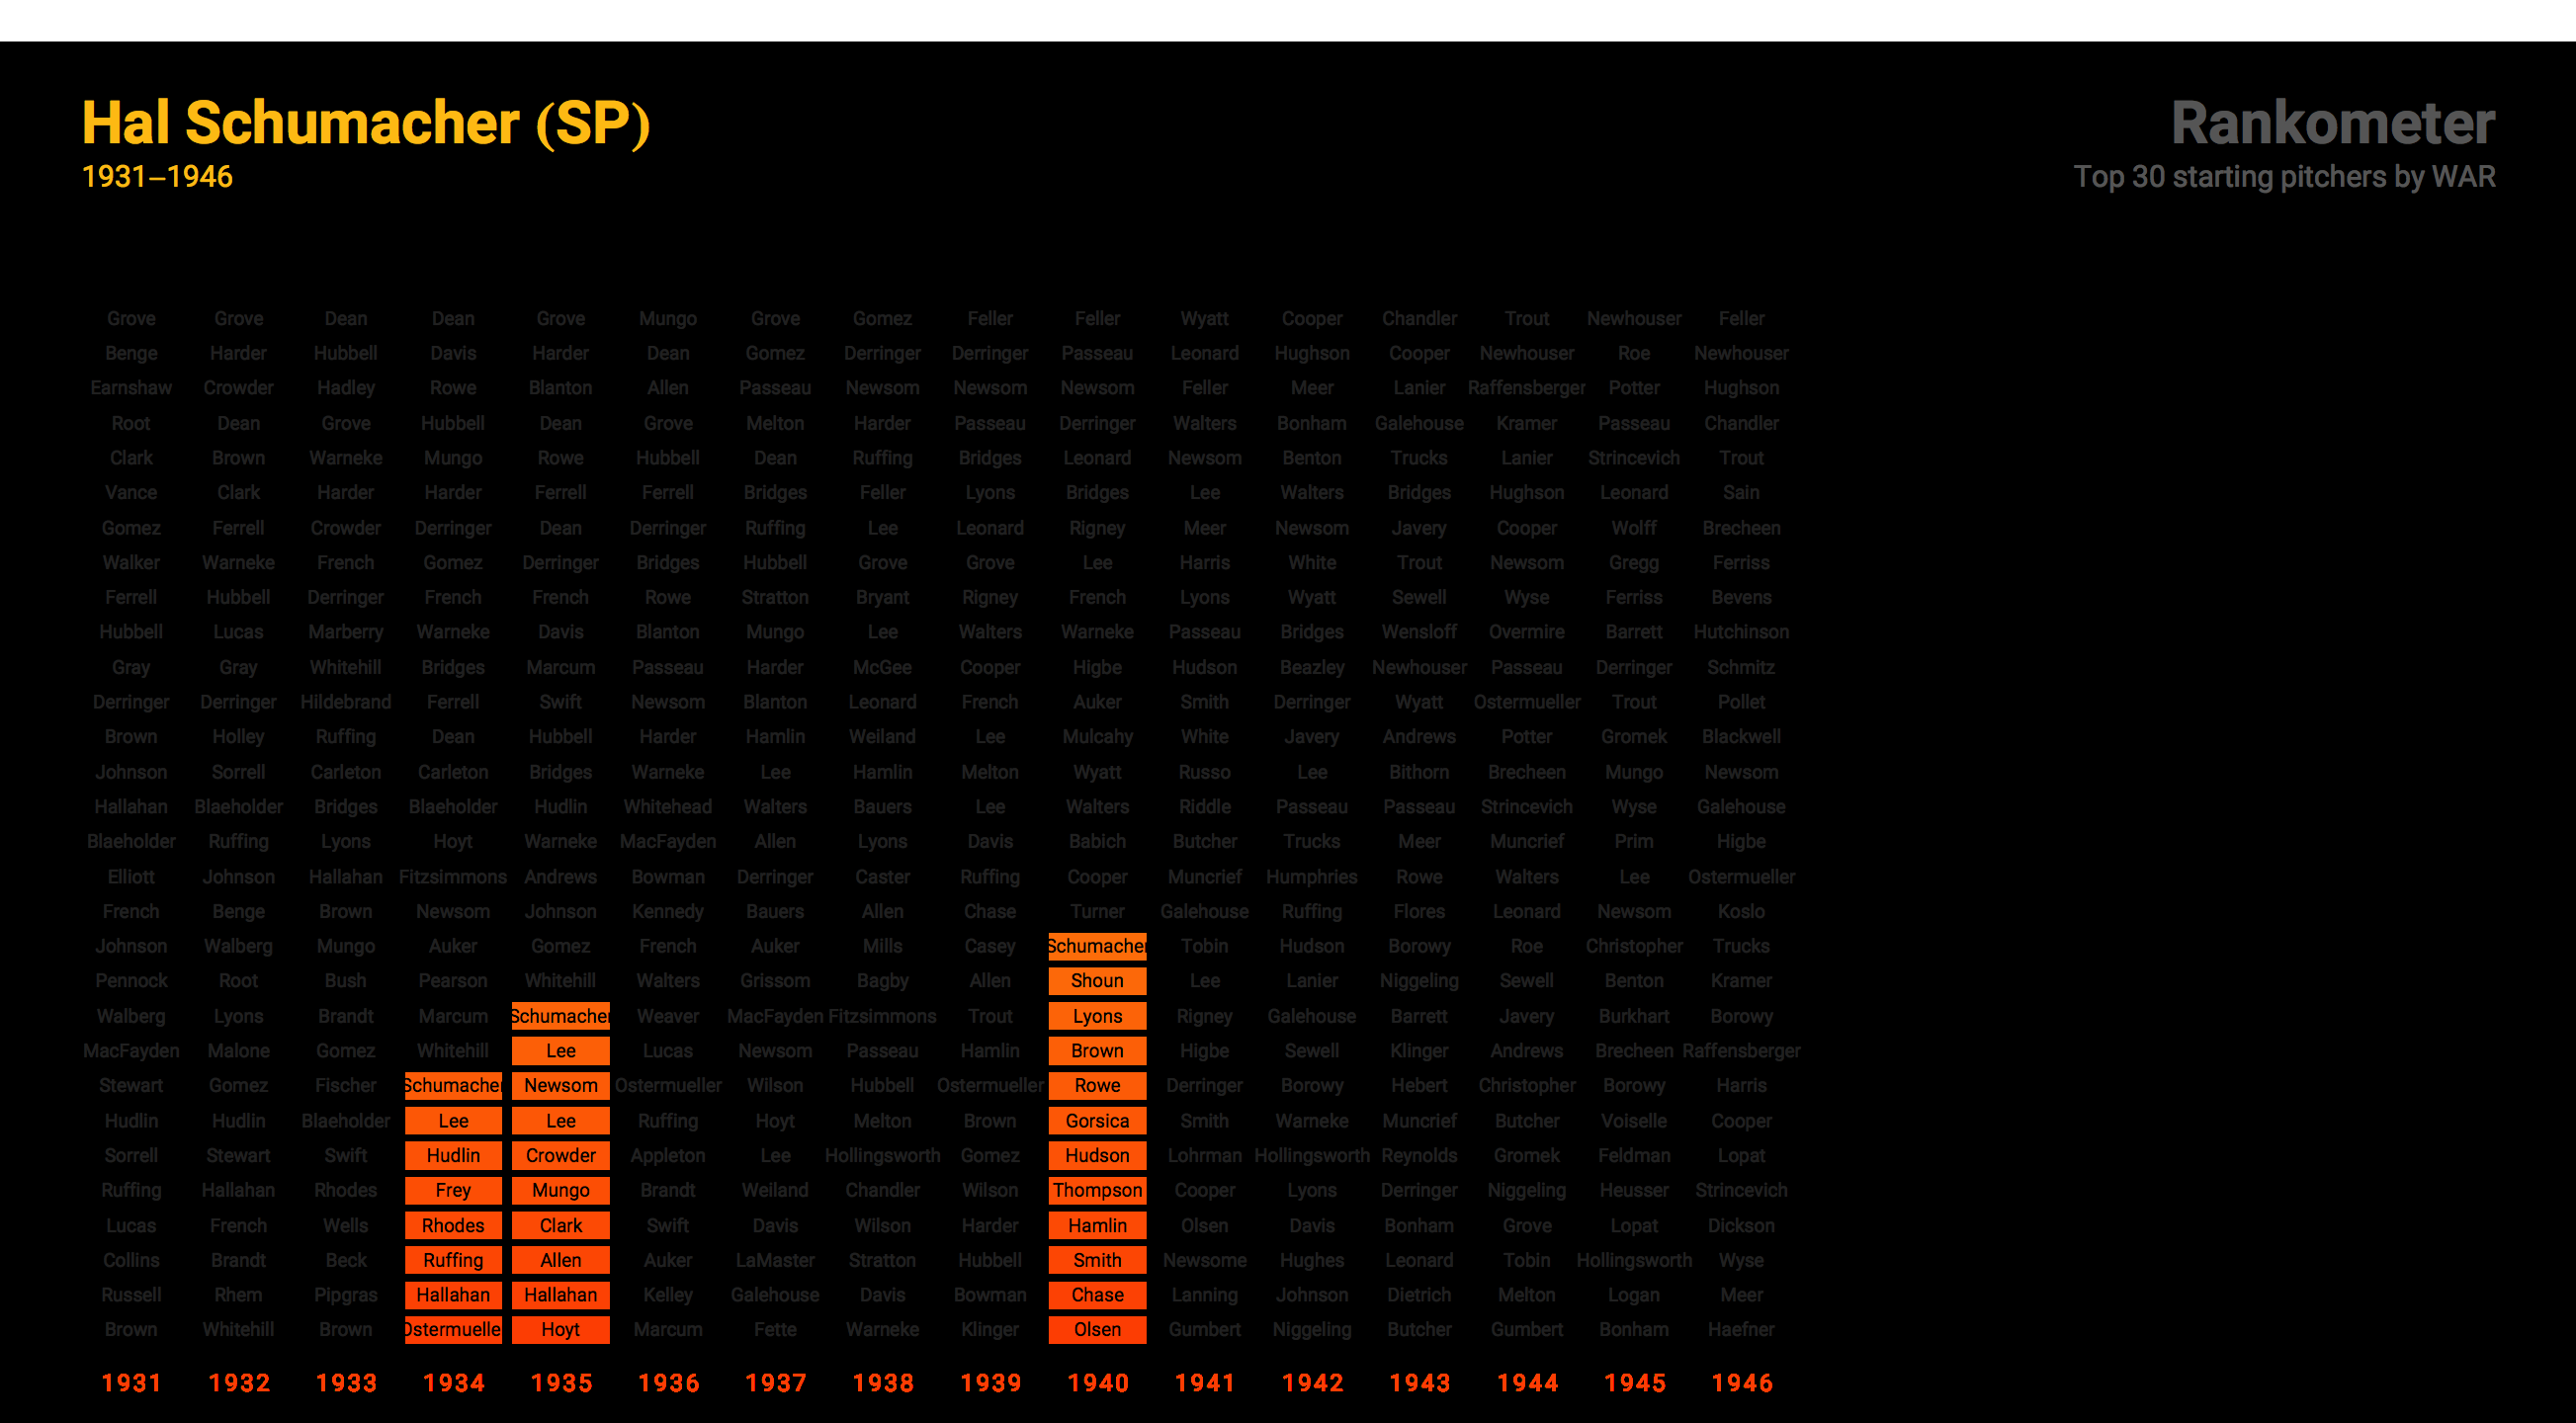 Hal Schumacher (SP)
1931–1946
Rankometer
Top 30 starting pitchers by WAR
Grove Grove Dean Dean Grove Mungo Grove Gomez Feller Feller Wyatt Cooper Chandler Trout Newhouser Feller
Benge Harder Hubbell Davis Harder Dean Gomez Derringer Derringer Passeau Leonard Hughson Cooper Newhouser Roe Newhouser
Earnshaw Crowder Hadley Rowe Blanton Allen Passeau Newsom Newsom Newsom Feller Meer Lanier Raffensberger Potter Hughson
Root Dean Grove Hubbell Dean Grove Melton Harder Passeau Derringer Walters Bonham Galehouse Kramer Passeau Chandler
Clark Brown Warneke Mungo Rowe Hubbell Dean Ruffing Bridges Leonard Newsom Benton Trucks Lanier Strincevich Trout
Vance Clark Harder Harder Ferrell Ferrell Bridges Feller Lyons Bridges Lee Walters Bridges Hughson Leonard Sain
Gomez Ferrell Crowder Derringer Dean Derringer Ruffing Lee Leonard Rigney Meer Newsom Javery Cooper Wolff Brecheen
Walker Warneke French Gomez Derringer Bridges Hubbell Grove Grove Lee Harris White Trout Newsom Gregg Ferriss
Ferrell Hubbell Derringer French French Rowe Stratton Bryant Rigney French Lyons Wyatt Sewell Wyse Ferriss Bevens
Hubbell Lucas Marberry Warneke Davis Blanton Mungo Lee Walters Warneke Passeau Bridges Wensloff Overmire Barrett Hutchinson
Gray Gray Whitehill Bridges Marcum Passeau Harder McGee Cooper Higbe Hudson Beazley Newhouser Passeau Derringer Schmitz
Derringer Derringer Hildebrand Ferrell Swift Newsom Blanton Leonard French Auker Smith Derringer Wyatt Ostermueller Trout Pollet
Brown Holley Ruffing Dean Hubbell Harder Hamlin Weiland Lee Mulcahy White Javery Andrews Potter Gromek Blackwell
Johnson Sorrell Carleton Carleton Bridges Warneke Lee Hamlin Melton Wyatt Russo Lee Bithorn Brecheen Mungo Newsom
Hallahan Blaeholder Bridges Blaeholder Hudlin Whitehead Walters Bauers Lee Walters Riddle Passeau Passeau Strincevich Wyse Galehouse
Blaeholder Ruffing Lyons Hoyt Warneke MacFayden Allen Lyons Davis Babich Butcher Trucks Meer Muncrief Prim Higbe
Elliott Johnson Hallahan Fitzsimmons Andrews Bowman Derringer Caster Ruffing Cooper Muncrief Humphries Rowe Walters Lee Ostermueller
French Benge Brown Newsom Johnson Kennedy Bauers Allen Chase Turner Galehouse Ruffing Flores Leonard Newsom Koslo
Johnson Walberg Mungo Auker Gomez French Auker Mills Casey Schumacher Tobin Hudson Borowy Roe Christopher Trucks
Pennock Root Bush Pearson Whitehill Walters Grissom Bagby Allen Shoun Lee Lanier Niggeling Sewell Benton Kramer
Walberg Lyons Brandt Marcum Schumacher Weaver MacFayden Fitzsimmons Trout Lyons Rigney Galehouse Barrett Javery Burkhart Borowy
MacFayden Malone Gomez Whitehill Lee Lucas Newsom Passeau Hamlin Brown Higbe Sewell Klinger Andrews Brecheen Raffensberger
Stewart Gomez Fischer Schumacher Newsom Ostermueller Wilson Hubbell Ostermueller Rowe Derringer Borowy Hebert Christopher Borowy Harris
Hudlin Hudlin Blaeholder Lee Lee Ruffing Hoyt Melton Brown Gorsica Smith Warneke Muncrief Butcher Voiselle Cooper
Sorrell Stewart Swift Hudlin Crowder Appleton Lee Hollingsworth Gomez Hudson Lohrman Hollingsworth Reynolds Gromek Feldman Lopat
Ruffing Hallahan Rhodes Frey Mungo Brandt Weiland Chandler Wilson Thompson Cooper Lyons Derringer Niggeling Heusser Strincevich
Lucas French Wells Rhodes Clark Swift Davis Wilson Harder Hamlin Olsen Davis Bonham Grove Lopat Dickson
Collins Brandt Beck Ruffing Allen Auker LaMaster Stratton Hubbell Smith Newsome Hughes Leonard Tobin Hollingsworth Wyse
Russell Rhem Pipgras Hallahan Hallahan Kelley Galehouse Davis Bowman Chase Lanning Johnson Dietrich Melton Logan Meer
Brown Whitehill Brown Ostermuelle Hoyt Marcum Fette Warneke Klinger Olsen Gumbert Niggeling Butcher Gumbert Bonham Haefner
1931 1932 1933 1934 1935 1936 1937 1938 1939 1940 1941 1942 1943 1944 1945 1946